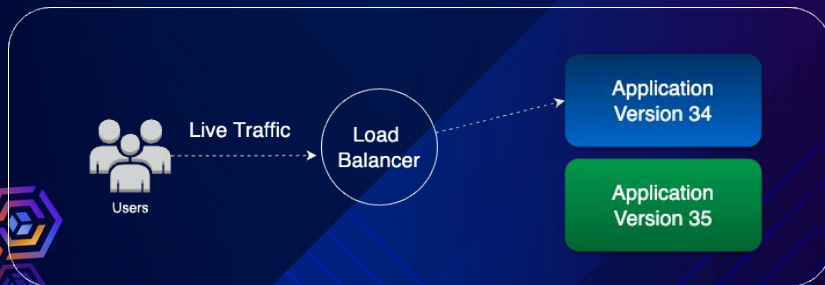 Users
Live Traffic
Load
Balancer
Application
Version 34
Application
Version 35